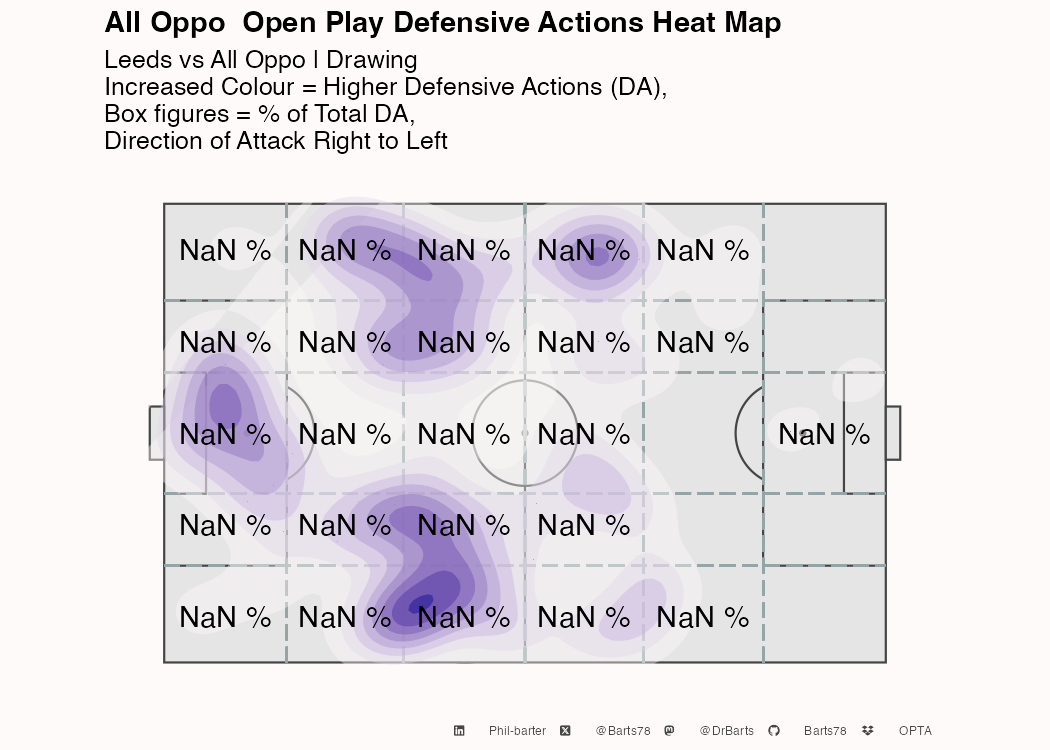 All Oppo  Open Play Defensive Actions Heat Map
Leeds vs All Oppo | Drawing
Increased Colour = Higher Defensive Actions (DA),
Box figures = % of Total DA,
Direction of Attack Right to Left
NaN % NaN % NaN % NaN % NaN %
NaN % NaN % NaN % NaN % NaN %
NaN % NaN % NaN % NaN % NaN %
NaN % NaN % NaN % NaN %
NaN % NaN % NaN % NaN % NaN %
Phil-barter @Barts78 @DrBarts Barts78 OPTA